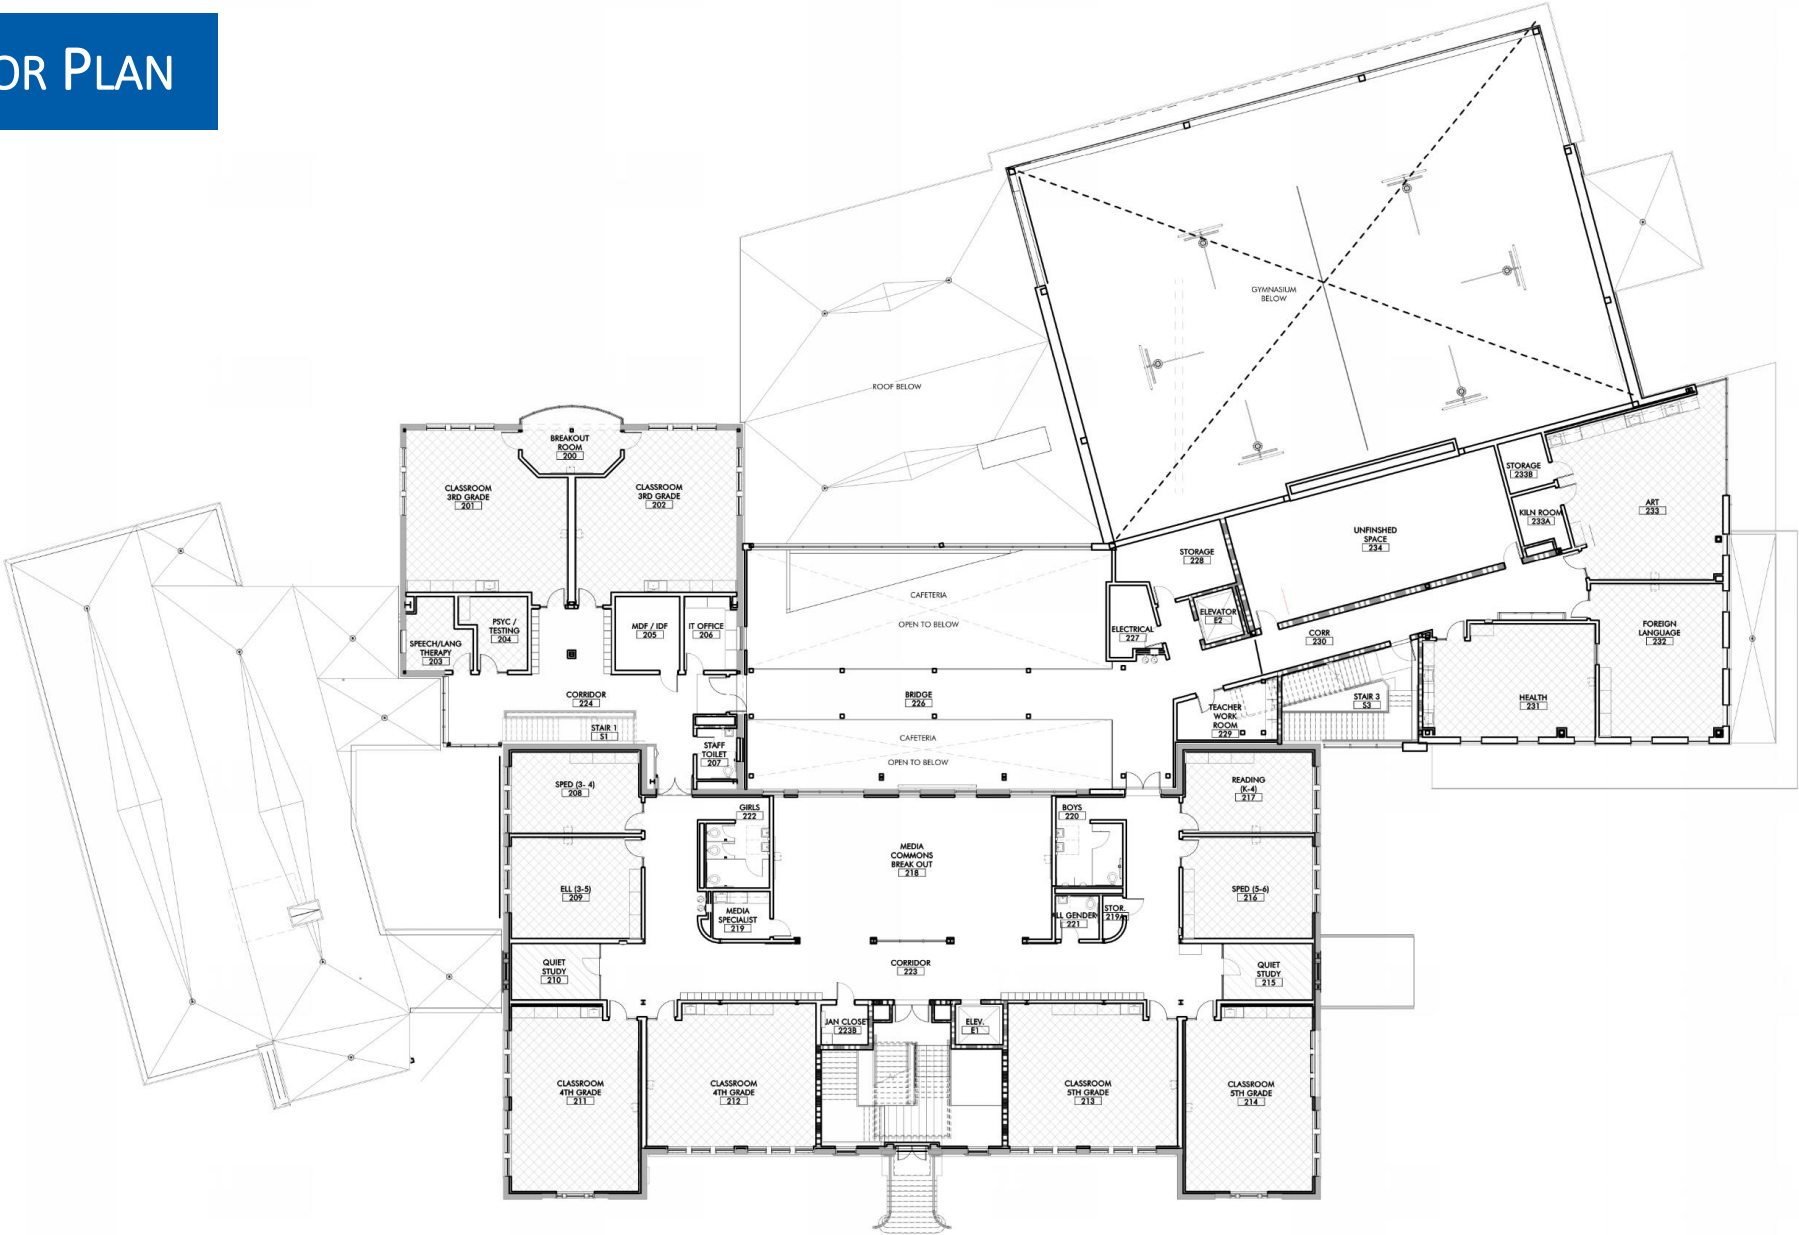 OR PLAN
GYMNASIUM
BELOW
ROOF BELOW
BREAKOUT
ROOM
200
CLASSROOM
3RD GRADE
201
CLASSROOM
3RD GRADE
202
STORAGE
233B
KILN ROOM
233A
ART
233
UNFINSHED
SPACE
234
STORAGE
228
CAFETERIA
OPEN TO BELOW
ELEVATOR
E2
ELECTRICAL
227
CORR
230
FOREIGN
LANGUAGE
232
PSYC /
TESTING
204
SPEECH/LANG
THERAPY
203
MDF / IDF
205
IT OFFICE
206
CORRIDOR
224
BRIDGE
226
TEACHER
WORK
ROOM
229
STAIR 3
S3
HEALTH
231
STAIR 1
S1
STAFF
TOILET
207
CAFETERIA
OPEN TO BELOW
SPED (3- 4)
208
READING
(K-4)
217
GIRLS
222
BOYS
220
MEDIA
COMMONS
BREAK OUT
218
ELL (3-5)
209
SPED (5-6)
216
MEDIA
SPECIALIST
219
LL GENDER
221
STOR.
219A
QUIET
STUDY
210
CORRIDOR
223
QUIET
STUDY
215
JAN CLOSE
223B
ELEV.
E1
CLASSROOM
4TH GRADE
211
CLASSROOM
4TH GRADE
212
CLASSROOM
5TH GRADE
213
CLASSROOM
5TH GRADE
214